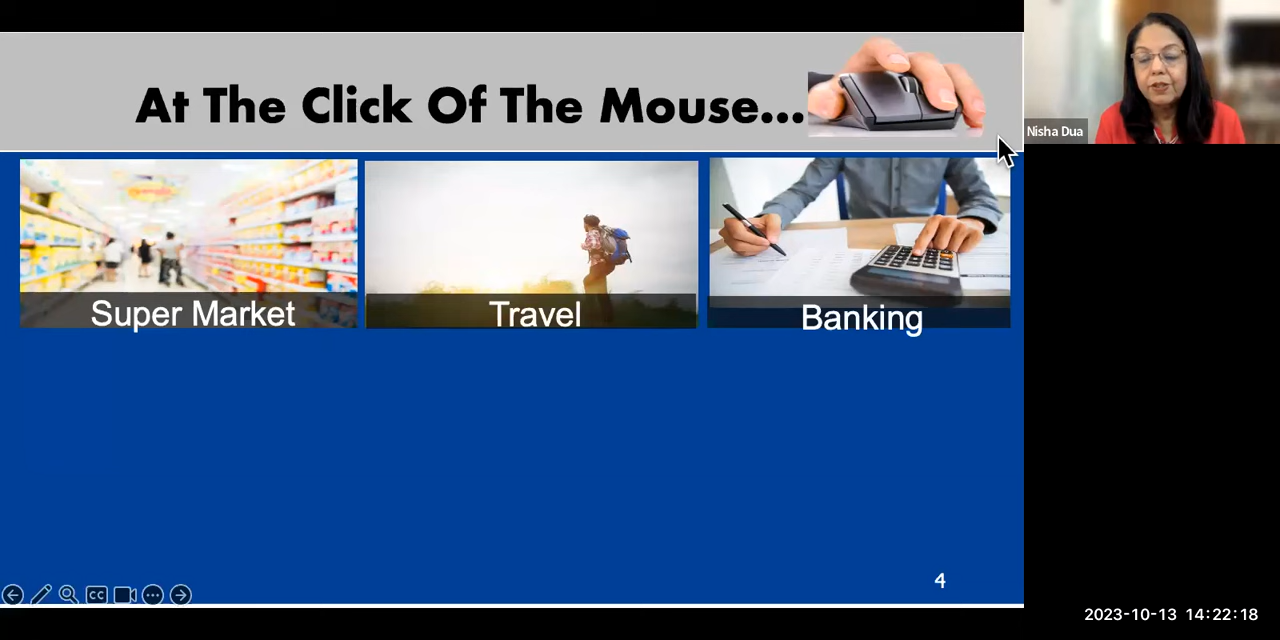 At The Click Of The Mouse...
Nisha Dua
Super Market
Travel
Banking
4
CC
2023-10-13 14:22:18